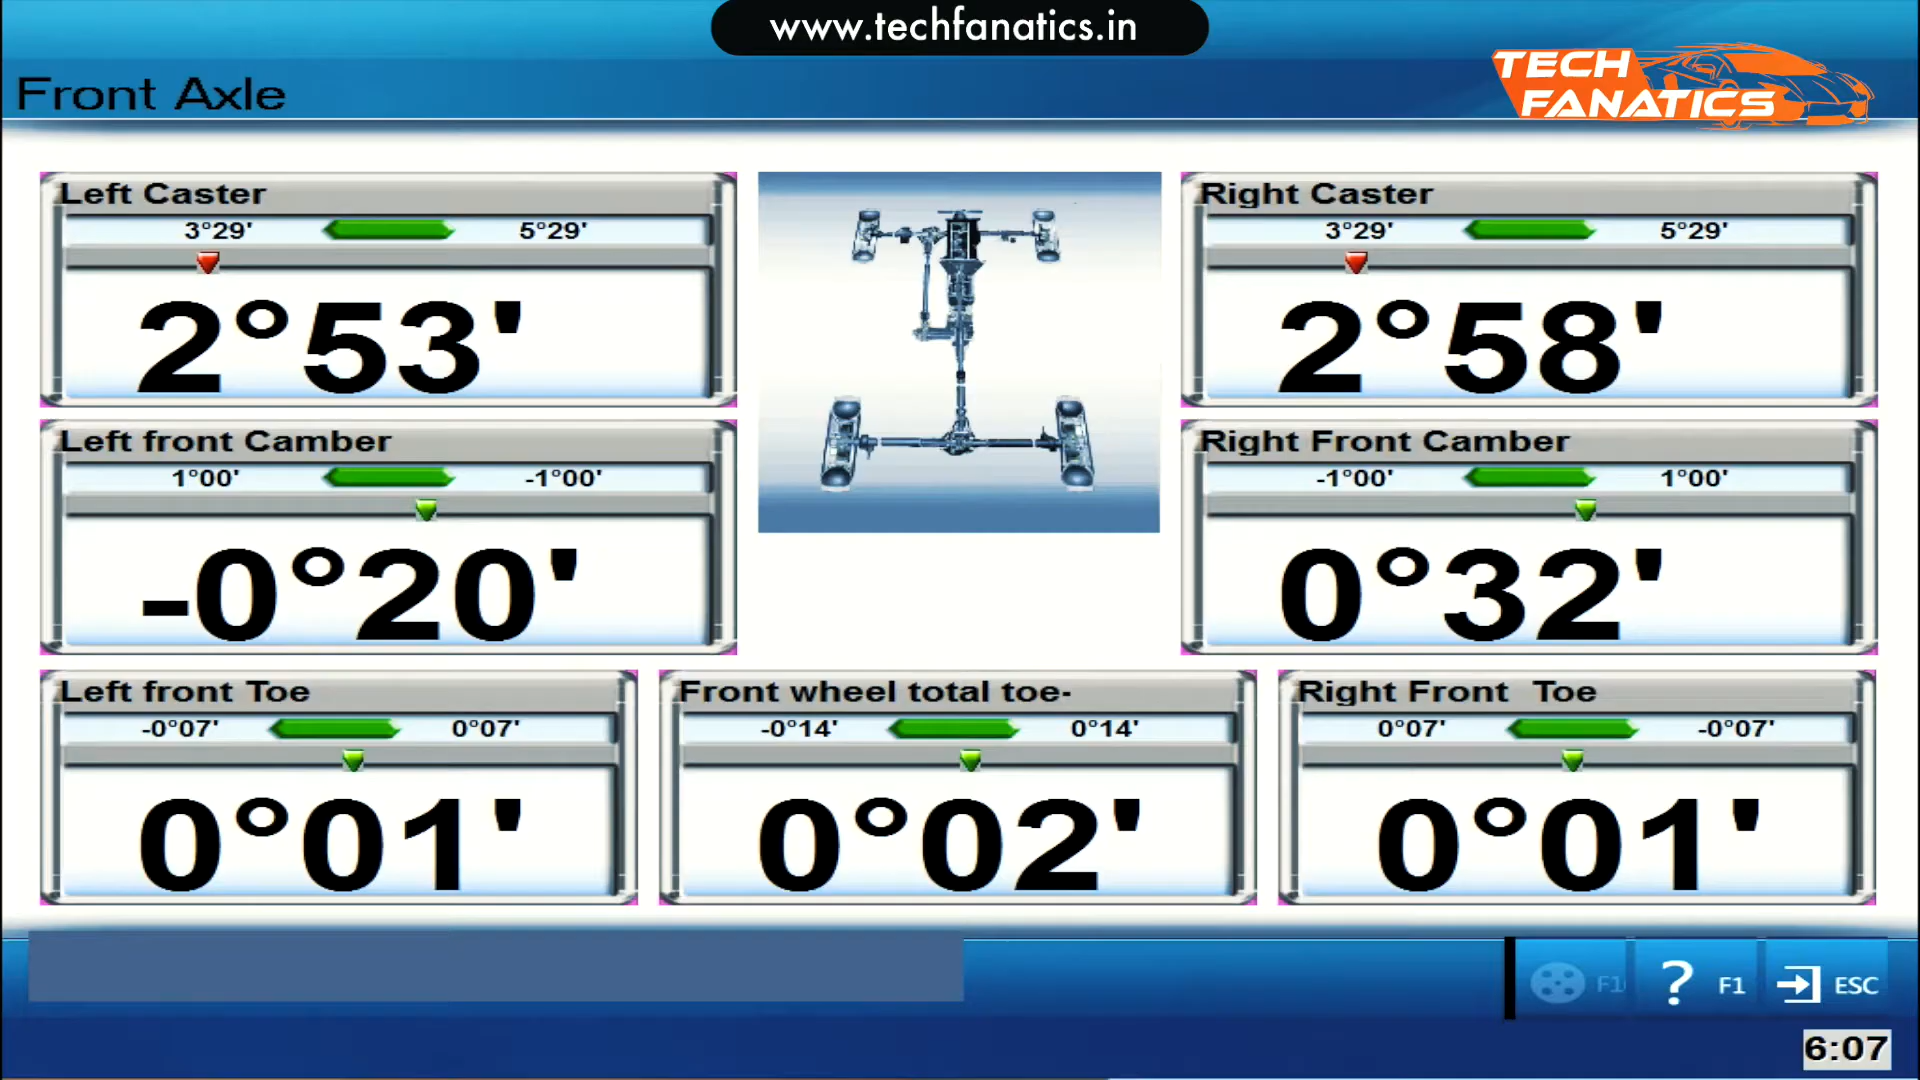 www.techfanatics.in
Front Axle
TECH
FANATICS
Left Caster
3°29' 5°29'
2°53'
Right Caster
3°29' 5°29'
2°58'
Left front Camber
1°00' -1°00'
-0°20'
Right Front Camber
-1°00' 1°00'
0°32'
Left front Toe
-0°07' 0°07'
0°01'
Front wheel total toe-
-0°14' 0°14'
0°02'
Right Front Toe
0°07' -0°07'
0°01'
? F1
ESC
6:07